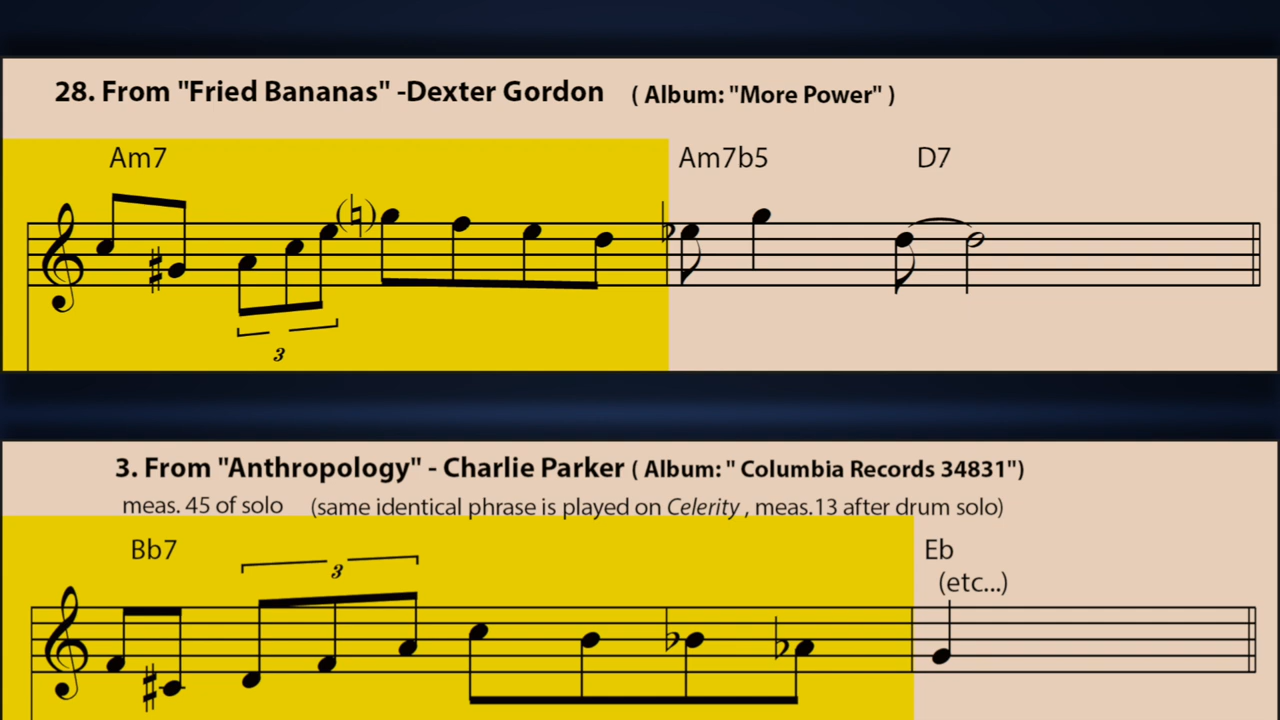 28. From "Fried Bananas" -Dexter Gordon ( Album: "More Power" )
Am7 Am7b5 D7
3
3. From "Anthropology" - Charlie Parker ( Album: " Columbia Records 34831")
meas. 45 of solo (same identical phrase is played on Celerity , meas.13 after drum solo)
Bb7 Eb
3 (etc...)